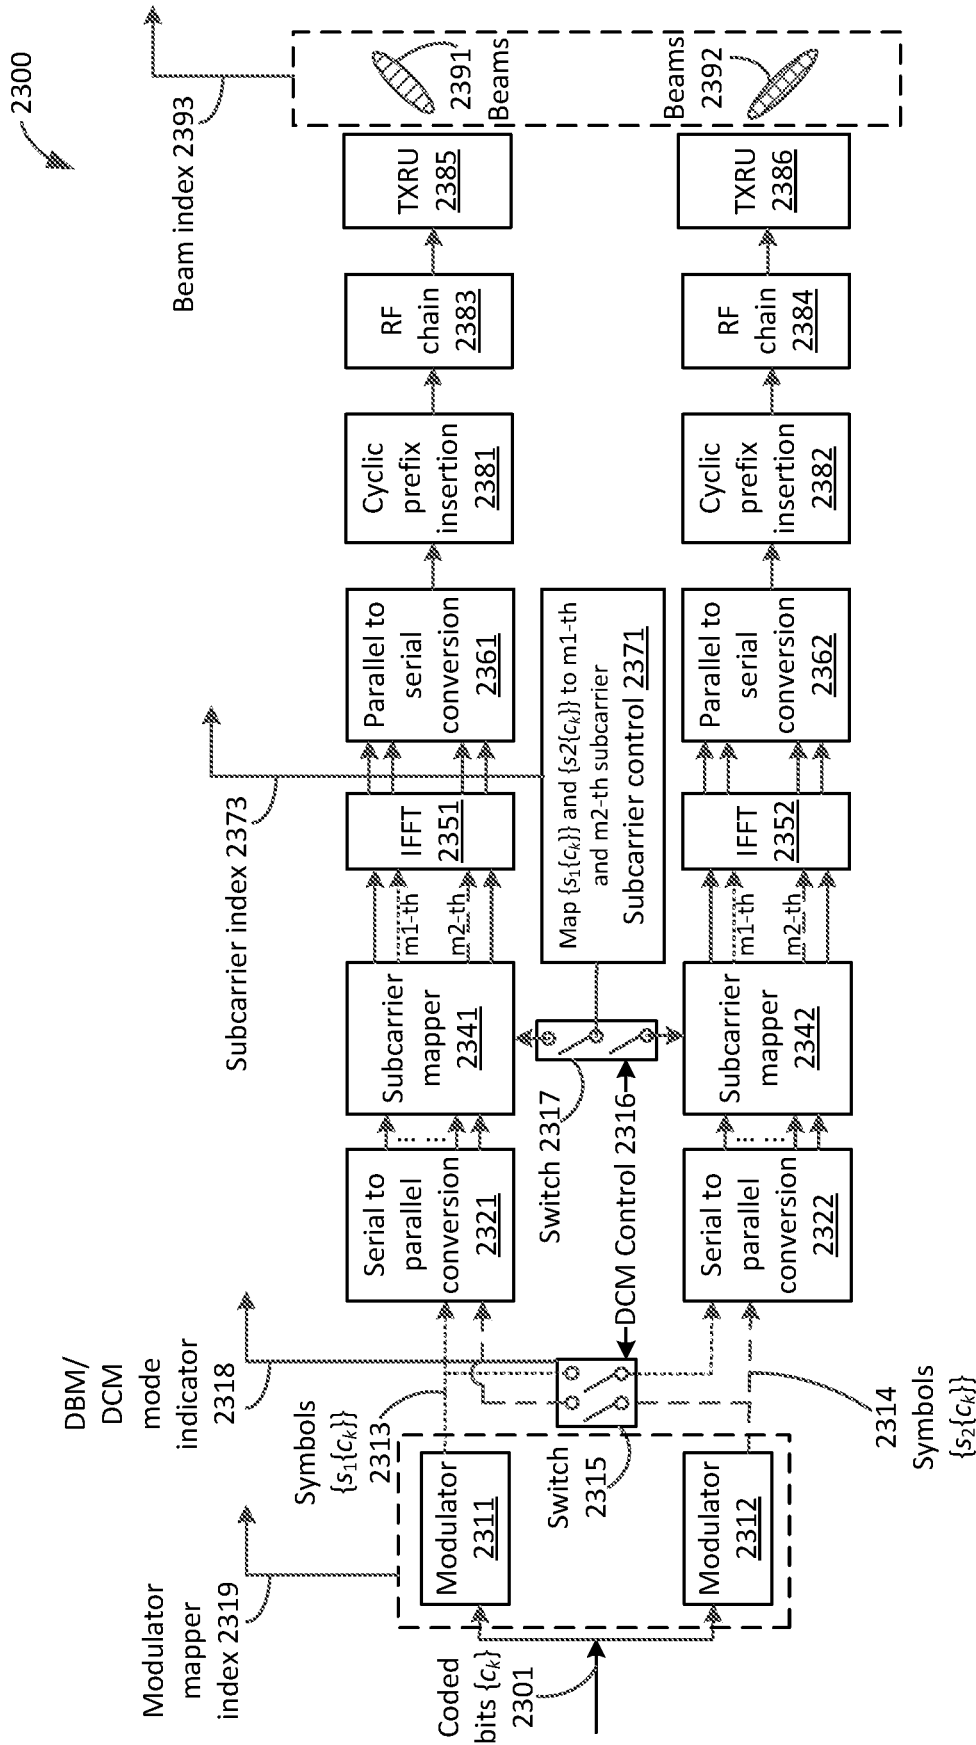 2300
Beam index 2393
Subcarrier index 2373
DBM/
DCM
mode
indicator
2318
Modulator
mapper
index 2319
Coded
bits {ck}
2301
Modulator
2311
Modulator
2312
Symbols
{s1{ck}}
2313
Switch
2315
2314
Symbols
{s2{ck}}
DCM Control 2316
Switch 2317
Serial to
parallel
conversion
2321
Serial to
parallel
conversion
2322
... ...
... ...
Subcarrier
mapper
2341
Subcarrier
mapper
2342
m1-th
m2-th
m1-th
m2-th
IFFT
2351
IFFT
2352
Map {s1{ck}} and {s2{ck}} to m1-th
and m2-th subcarrier
Subcarrier control 2371
Parallel to
serial
conversion
2361
Parallel to
serial
conversion
2362
Cyclic
prefix
insertion
2381
Cyclic
prefix
insertion
2382
RF
chain
2383
RF
chain
2384
TXRU
2385
TXRU
2386
2391
Beams
Beams
2392